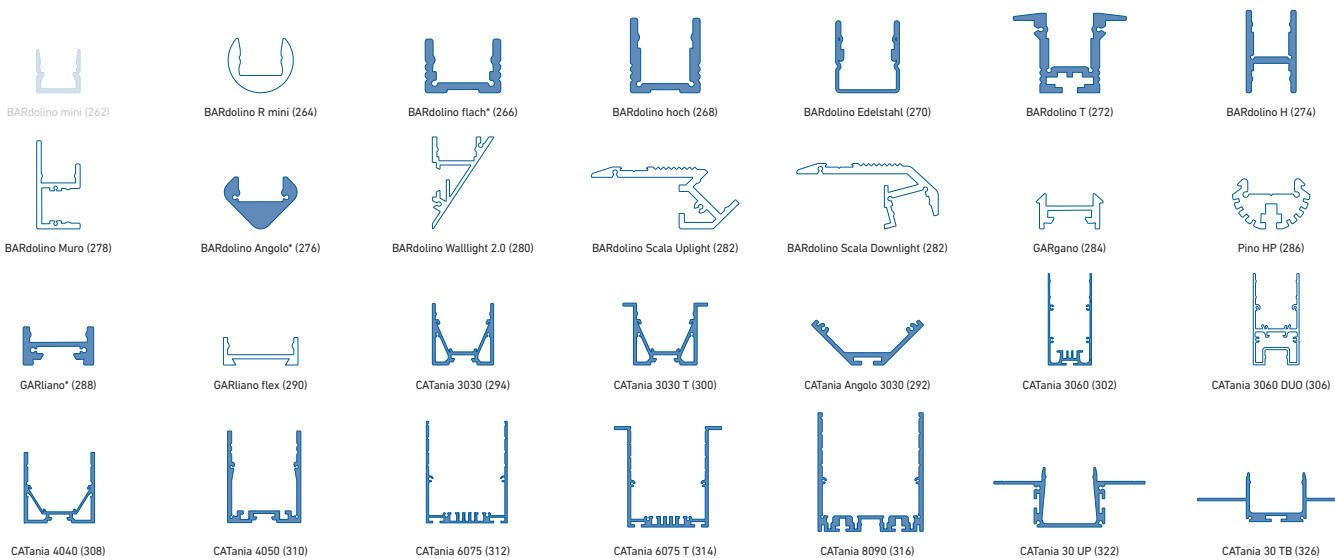 BARdolino mini (262)
BARdolino R mini (264)
BARdolino flach* (266)
BARdolino hoch (268)
BARdolino Edelstahl (270)
BARdolino T (272)
BARdolino H (274)
BARdolino Muro (278)
BARdolino Angolo* (276)
BARdolino Walllight 2.0 (280)
BARdolino Scala Uplight (282)
BARdolino Scala Downlight (282)
GARgano (284)
Pino HP (286)
GARliano* (288)
GARliano flex (290)
CATania 3030 (294)
CATania 3030 T (300)
CATania Angolo 3030 (292)
CATania 3060 (302)
CATania 3060 DUO (306)
CATania 4040 (308)
CATania 4050 (310)
CATania 6075 (312)
CATania 6075 T (314)
CATania 8090 (316)
CATania 30 UP (322)
CATania 30 TB (326)